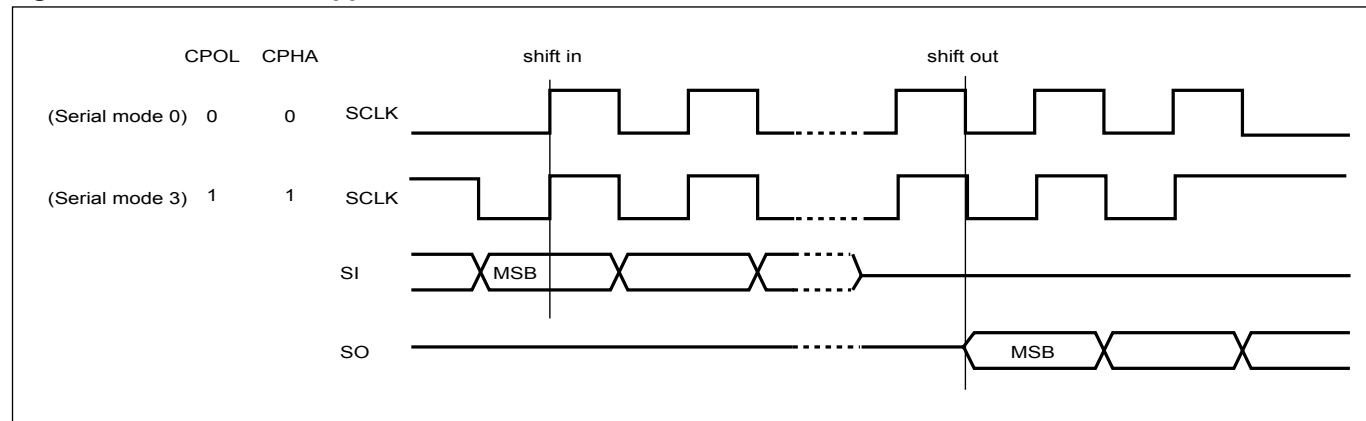 CPOL CPHA shift in shift out
(Serial mode 0) 0 0 SCLK
(Serial mode 3) 1 1 SCLK
SI MSB
SO MSB